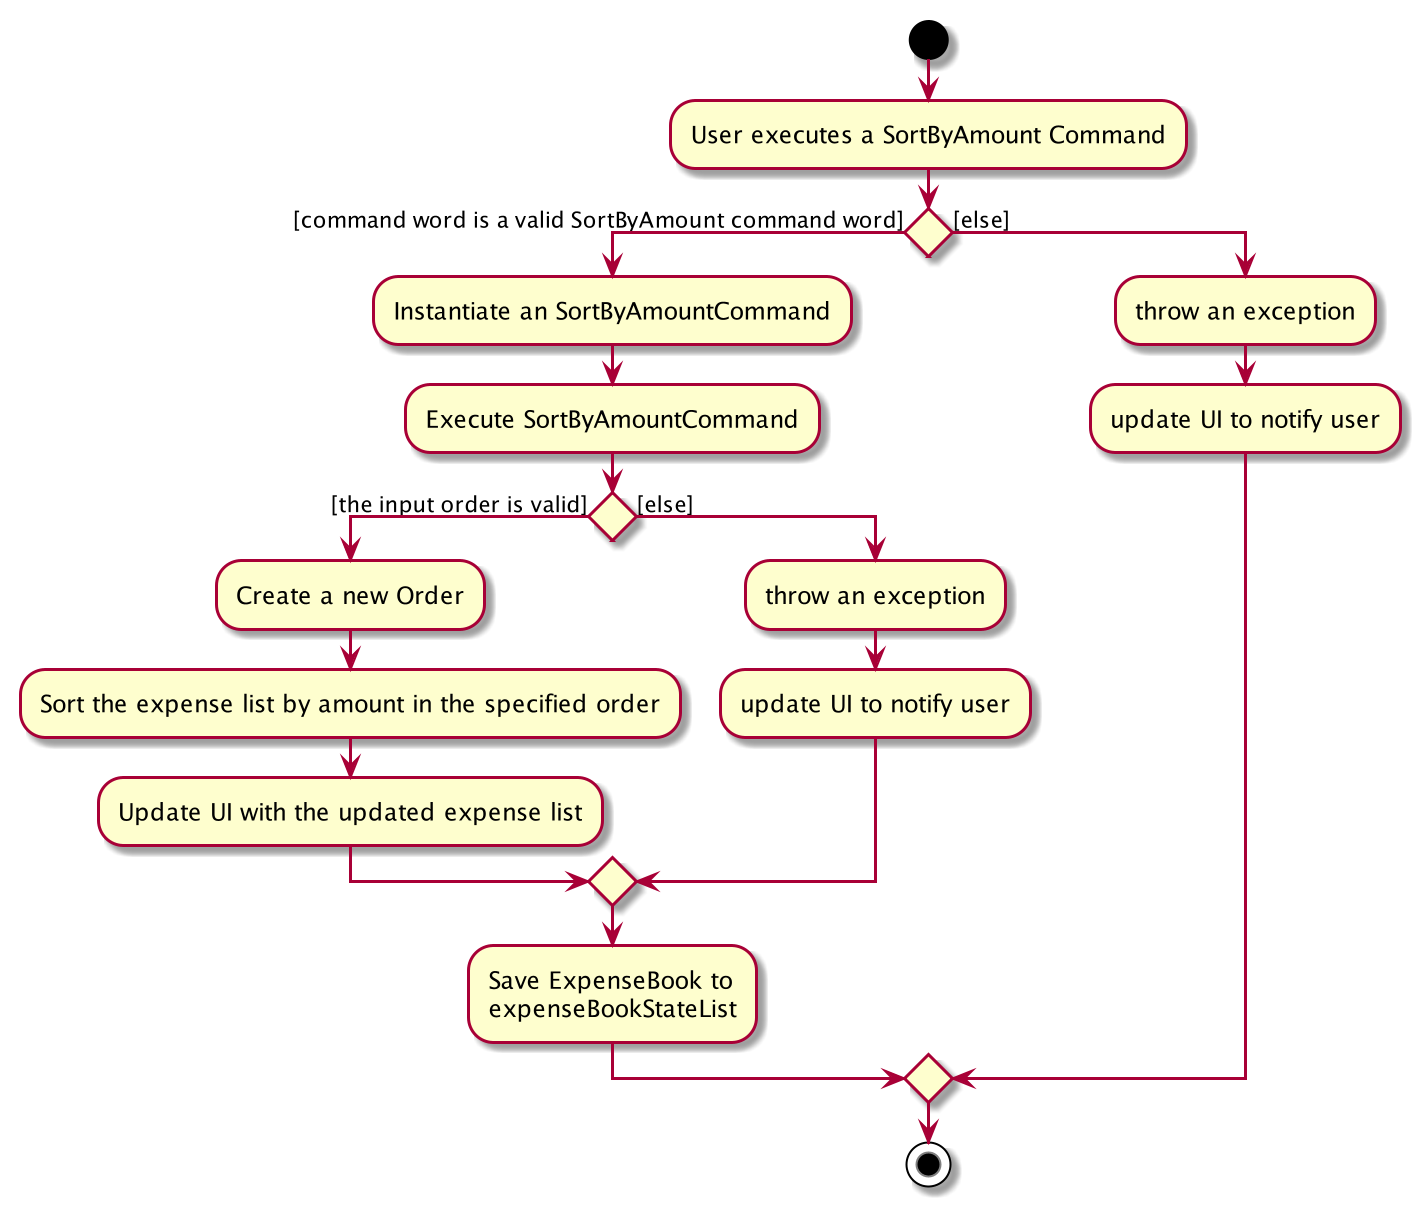 User executes a SortByAmount Command
[command word is a valid SortByAmount command word]
[else]
Instantiate an SortByAmountCommand
throw an exception
Execute SortByAmountCommand
update UI to notify user
[the input order is valid]
[else]
Create a new Order
throw an exception
Sort the expense list by amount in the specified order
update UI to notify user
Update UI with the updated expense list
Save ExpenseBook to
expenseBookStateList